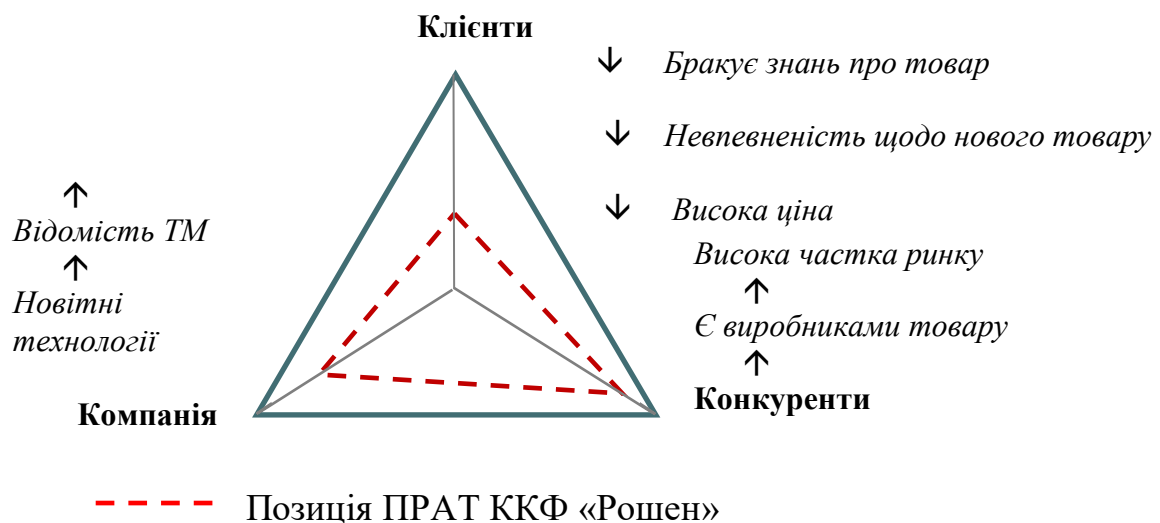 Клієнти
Бракує знань про товар
Невпевненість щодо нового товару
Висока ціна
Висока частка ринку
Є виробниками товару
Конкуренти
Відомість ТМ
Новітні
технології
Компанія
Позиція ПРАТ ККФ «Рошен»